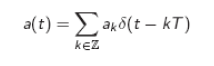 a(t) = ∑_{k∈ℤ} a_k δ(t − kT)